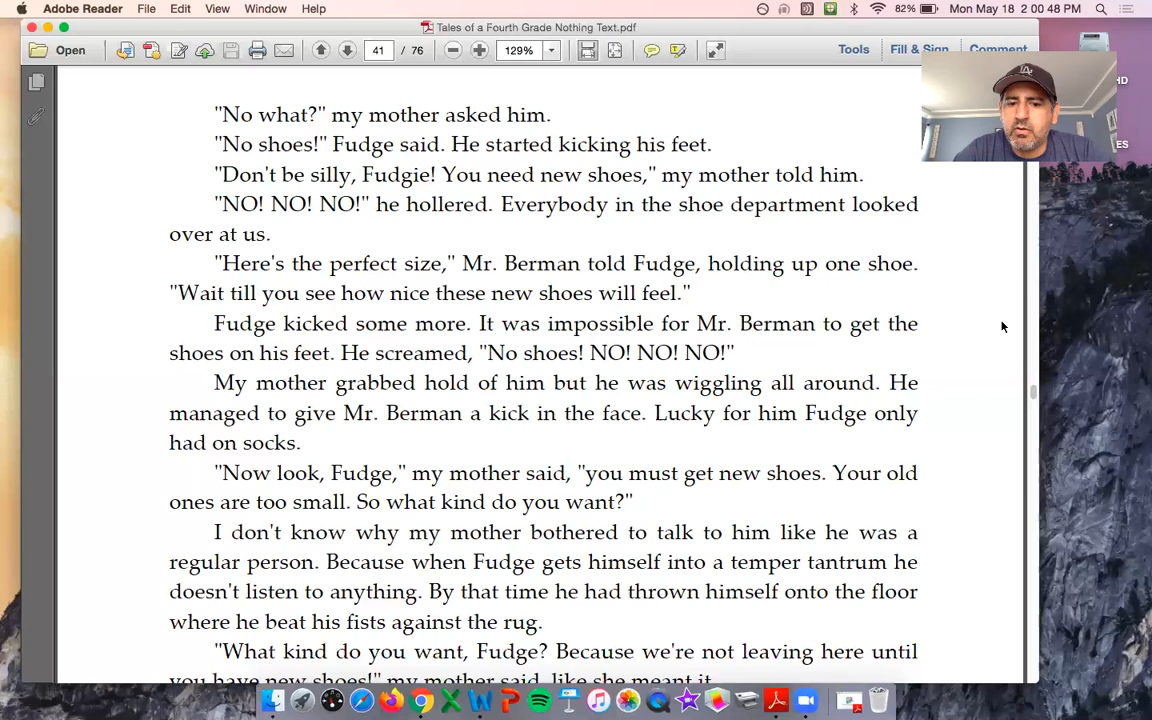 Adobe Reader File Edit View Window Help 82% Mon May 18 2:00:48 PM
Tales of a Fourth Grade Nothing Text.pdf
Open 41 / 76 129% Tools Fill & Sign Comment
"No what?" my mother asked him.
"No shoes!" Fudge said. He started kicking his feet.
"Don't be silly, Fudgie! You need new shoes," my mother told him.
"NO! NO! NO!" he hollered. Everybody in the shoe department looked
over at us.
"Here's the perfect size," Mr. Berman told Fudge, holding up one shoe.
"Wait till you see how nice these new shoes will feel."
Fudge kicked some more. It was impossible for Mr. Berman to get the
shoes on his feet. He screamed, "No shoes! NO! NO! NO!"
My mother grabbed hold of him but he was wiggling all around. He
managed to give Mr. Berman a kick in the face. Lucky for him Fudge only
had on socks.
"Now look, Fudge," my mother said, "you must get new shoes. Your old
ones are too small. So what kind do you want?"
I don't know why my mother bothered to talk to him like he was a
regular person. Because when Fudge gets himself into a temper tantrum he
doesn't listen to anything. By that time he had thrown himself onto the floor
where he beat his fists against the rug.
"What kind do you want, Fudge? Because we're not leaving here until
you have new shoes!" my mother said, like she meant it.